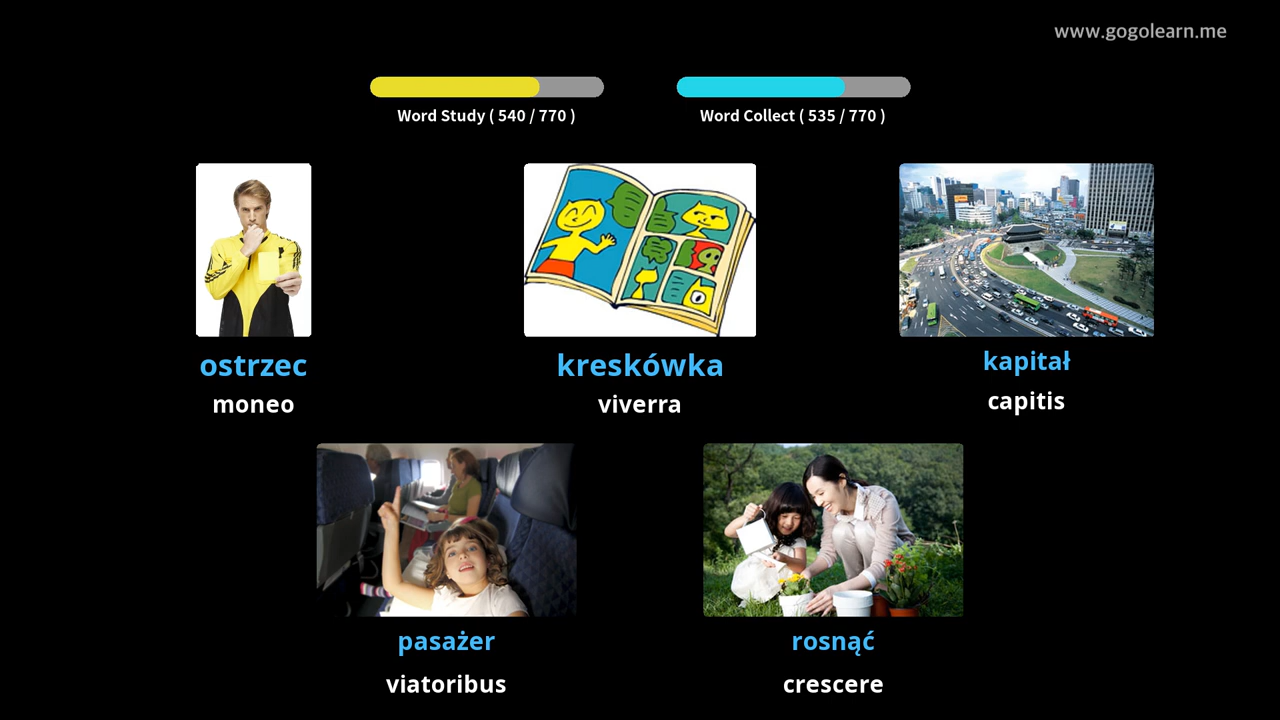 www.gogolearn.me
Word Study ( 540 / 770 )
Word Collect ( 535 / 770 )
ostrzec
moneo
kreskówka
viverra
kapitał
capitis
pasażer
viatoribus
rosnąć
crescere